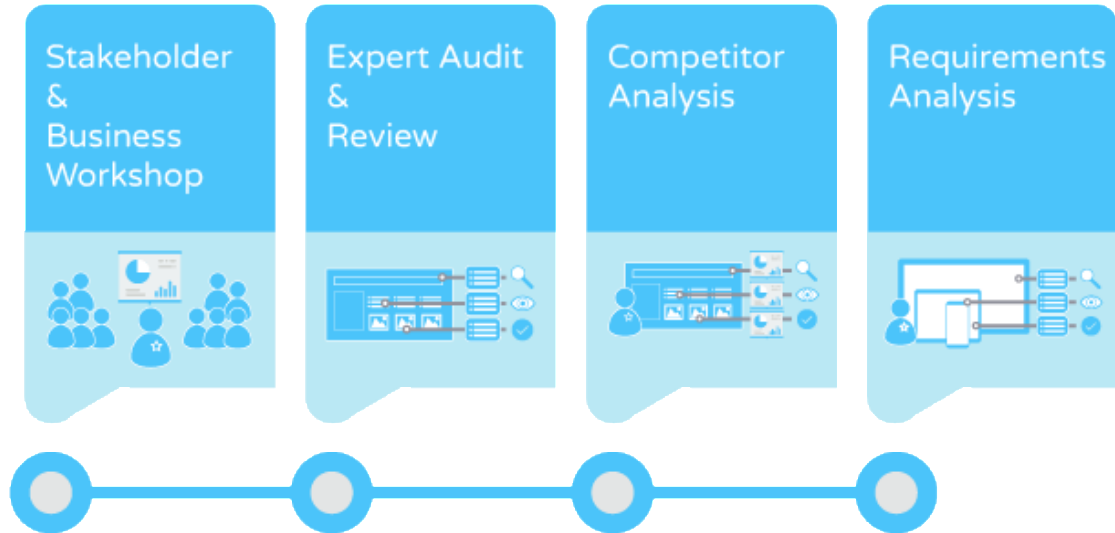 Stakeholder
&
Business
Workshop
Expert Audit
&
Review
Competitor
Analysis
Requirements
Analysis